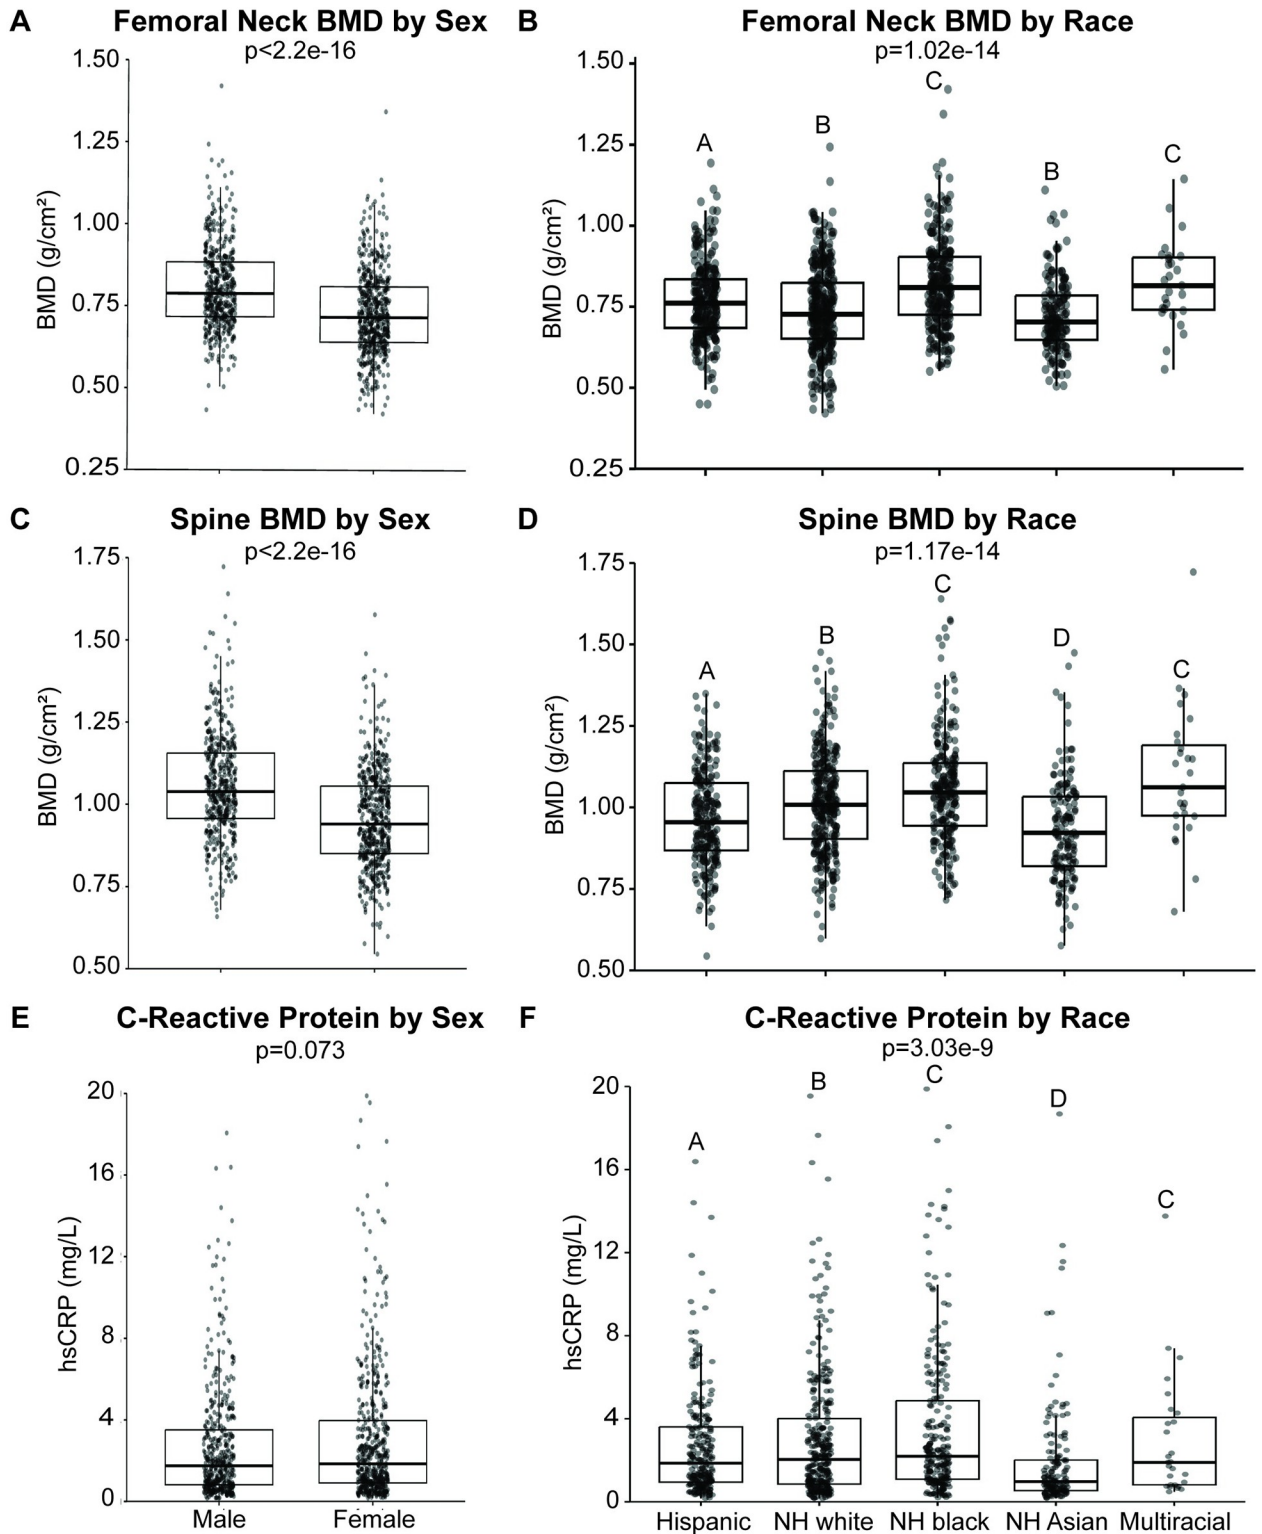 A Femoral Neck BMD by Sex
p<2.2e-16
1.50
1.25
1.00
0.75
0.50
0.25
BMD (g/cm²)
B Femoral Neck BMD by Race
p=1.02e-14
1.50
1.25
1.00
0.75
0.50
0.25
BMD (g/cm²)
A B C B C
C Spine BMD by Sex
p<2.2e-16
1.75
1.50
1.25
1.00
0.75
0.50
BMD (g/cm²)
D Spine BMD by Race
p=1.17e-14
1.75
1.50
1.25
1.00
0.75
0.50
BMD (g/cm²)
A B C D C
E C-Reactive Protein by Sex
p=0.073
20
16
12
8
4
0
hsCRP (mg/L)
Male Female
F C-Reactive Protein by Race
p=3.03e-9
20
16
12
8
4
0
hsCRP (mg/L)
A B C D C
Hispanic NH white NH black NH Asian Multiracial